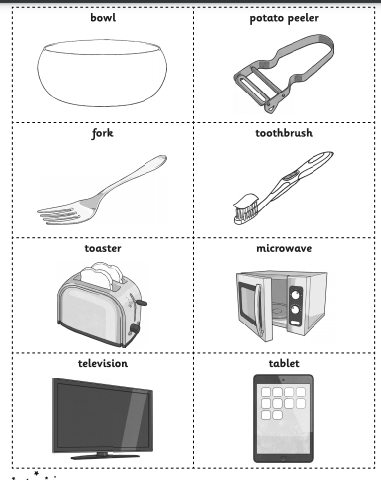 bowl
potato peeler
fork
toothbrush
toaster
microwave
television
tablet